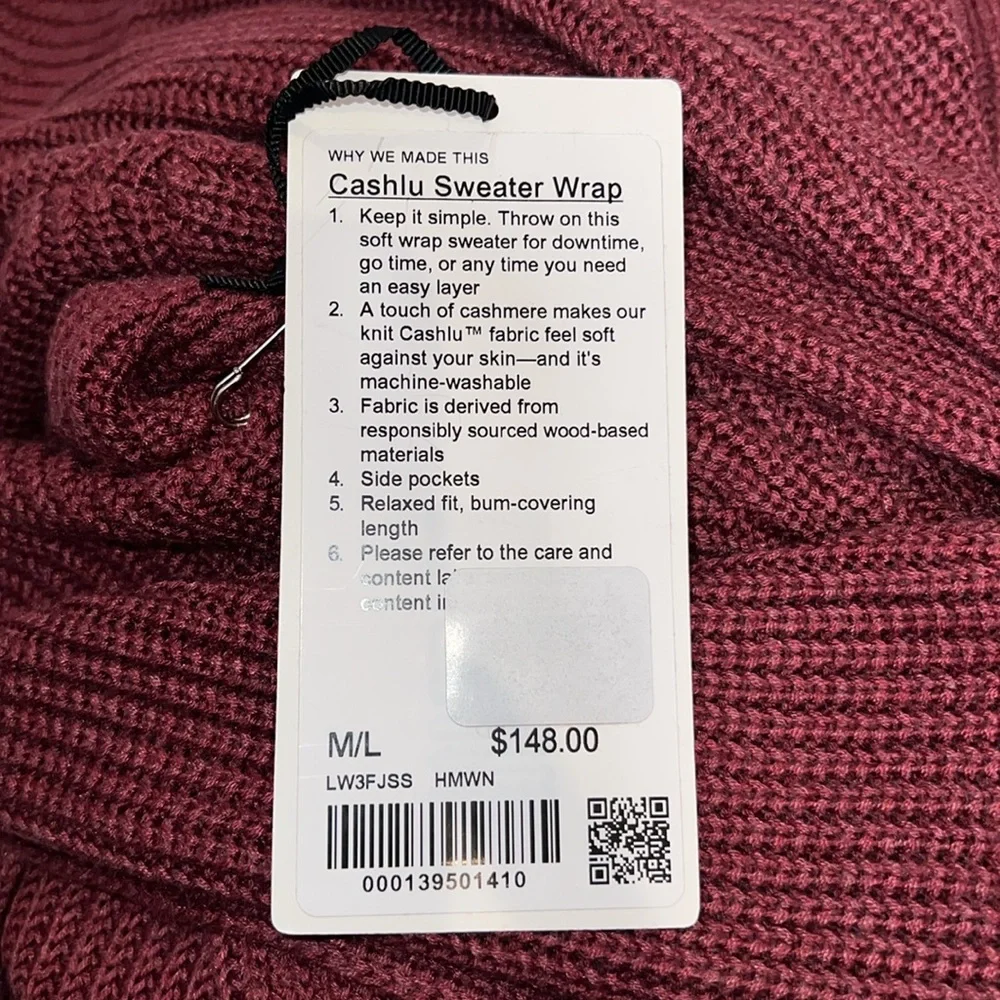 WHY WE MADE THIS
Cashlu Sweater Wrap
1. Keep it simple. Throw on this
soft wrap sweater for downtime,
go time, or any time you need
an easy layer
2. A touch of cashmere makes our
knit Cashlu™ fabric feel soft
against your skin—and it's
machine-washable
3. Fabric is derived from
responsibly sourced wood-based
materials
4. Side pockets
5. Relaxed fit, bum-covering
length
6. Please refer to the care and
content
content
M/L $148.00
LW3FJSS HMWN
000139501410